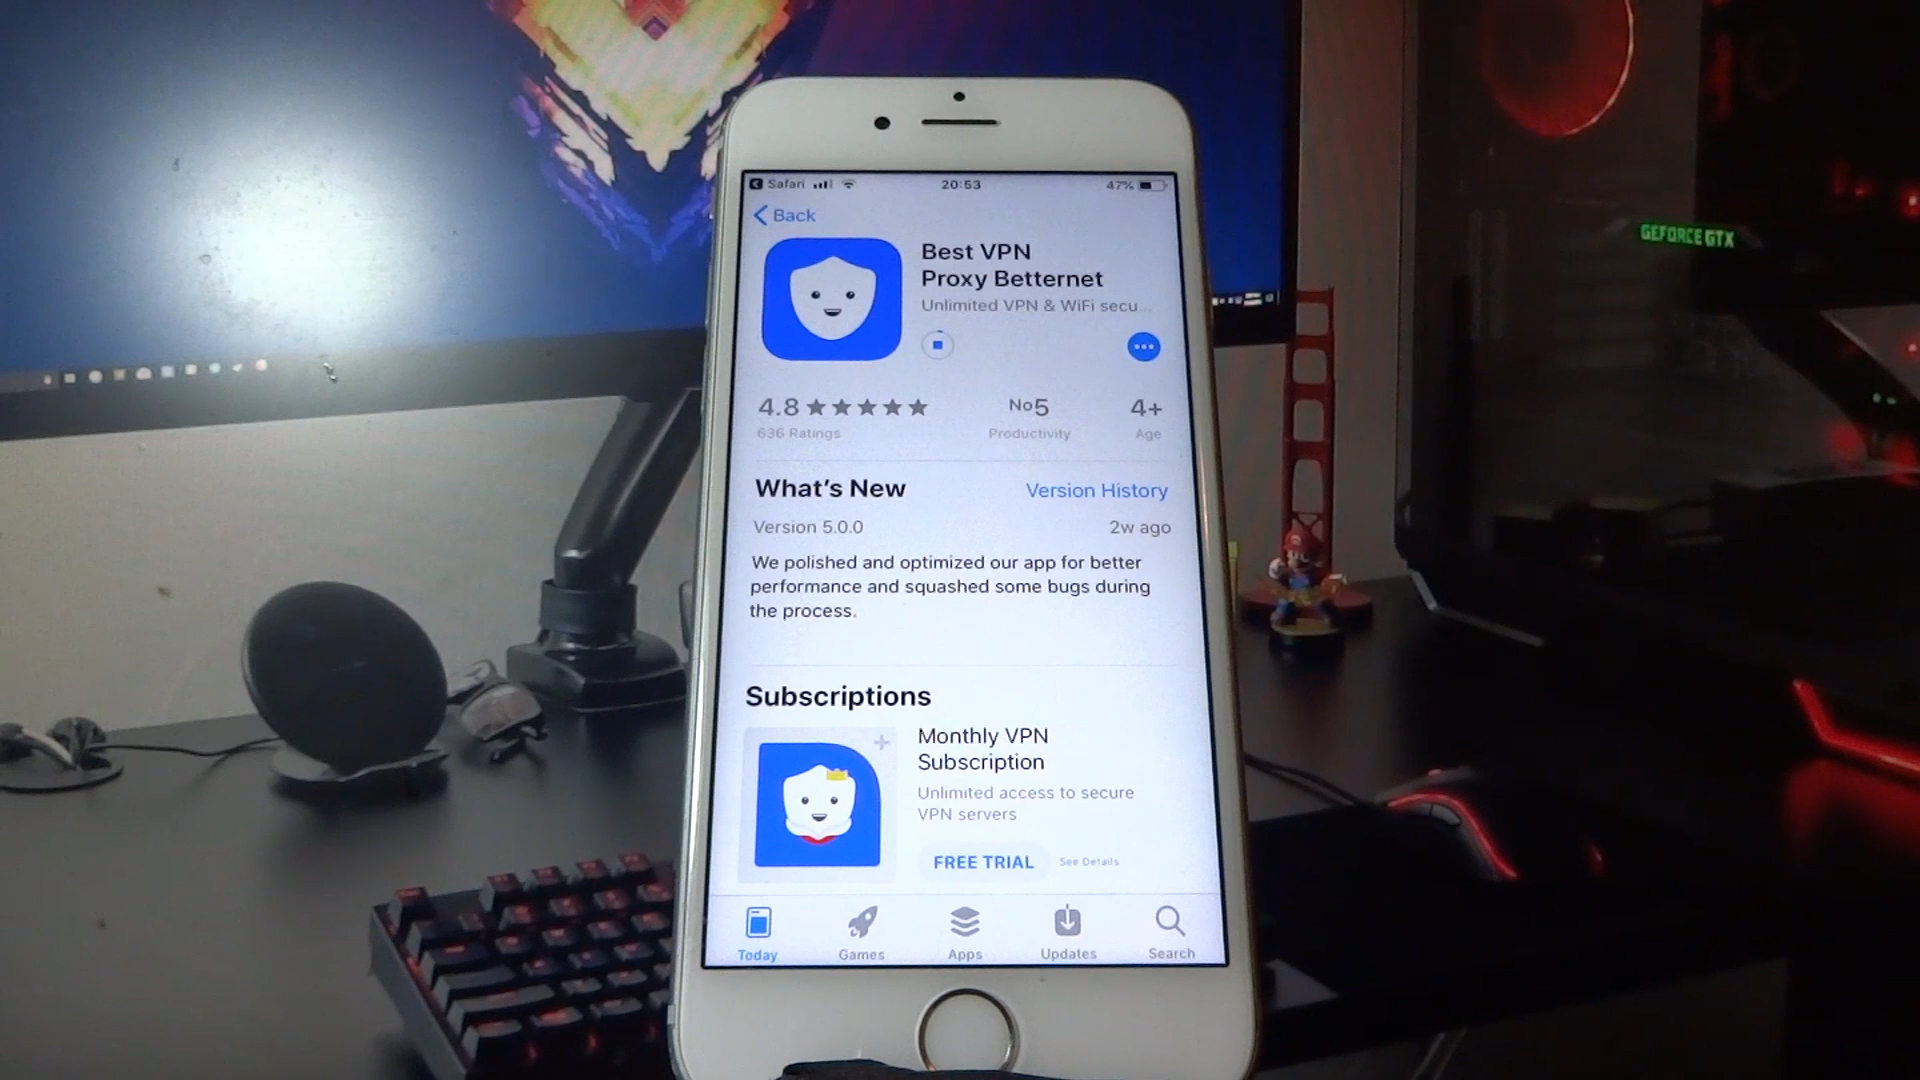 Safari 20:53 47%
Back
Best VPN
Proxy Betternet
Unlimited VPN & WiFi secu...
4.8 No5 4+
636 Ratings Productivity Age
What's New Version History
Version 5.0.0 2w ago
We polished and optimized our app for better
performance and squashed some bugs during
the process.
Subscriptions
Monthly VPN
Subscription
Unlimited access to secure
VPN servers
FREE TRIAL See Details
Today Games Apps Updates Search
GEFORCE GTX